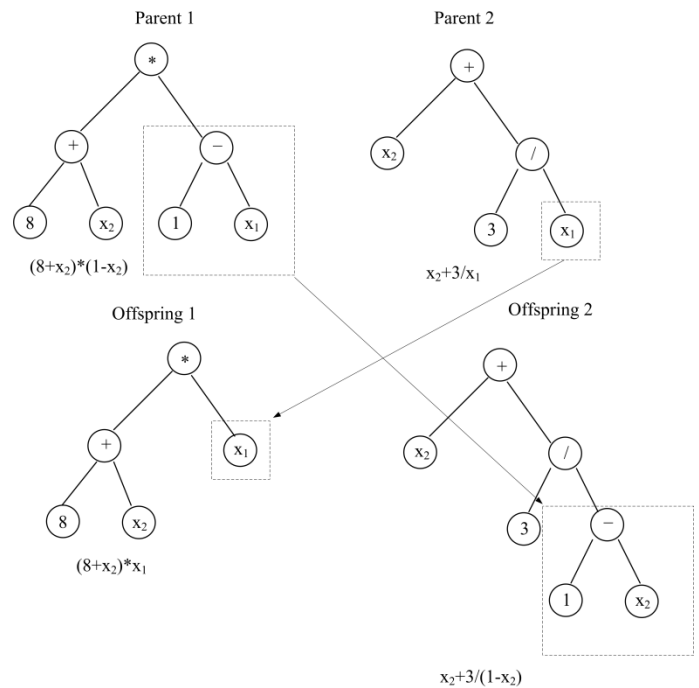 Parent 1
Parent 2
*
+
+
−
x₂
/
8
x₂
1
x₁
3
x₁
(8+x₂)*(1-x₂)
x₂+3/x₁
Offspring 1
Offspring 2
*
+
+
x₁
x₂
/
8
x₂
3
−
(8+x₂)*x₁
1
x₂
x₂+3/(1-x₂)